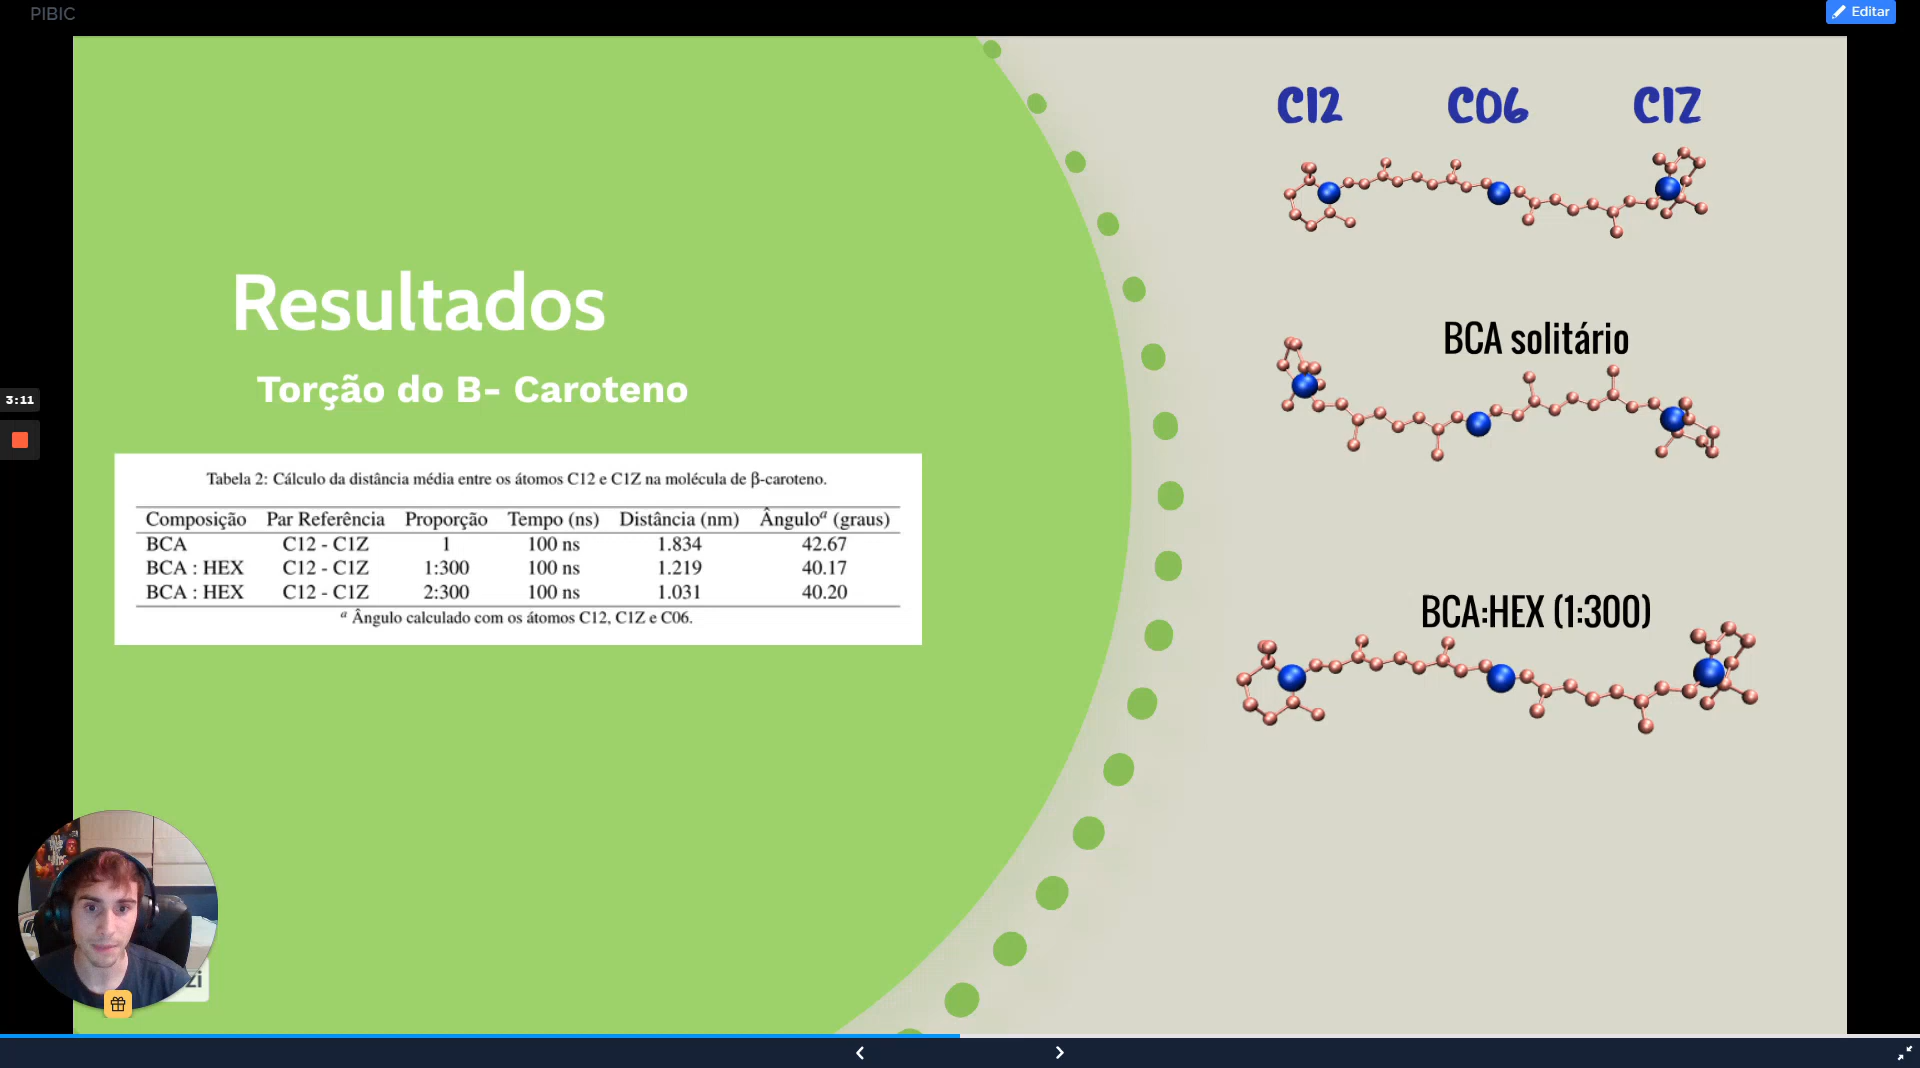 PIBIC
Editar
C12 C06 C1Z
Resultados
BCA solitário
Torção do B- Caroteno
3:11
Tabela 2: Cálculo da distância média entre os átomos C12 e C1Z na molécula de β-caroteno.
Composição Par Referência Proporção Tempo (ns) Distância (nm) Ânguloª (graus)
BCA C12 - C1Z 1 100 ns 1.834 42.67
BCA : HEX C12 - C1Z 1:300 100 ns 1.219 40.17
BCA : HEX C12 - C1Z 2:300 100 ns 1.031 40.20
ª Ângulo calculado com os átomos C12, C1Z e C06.
BCA:HEX (1:300)
zi